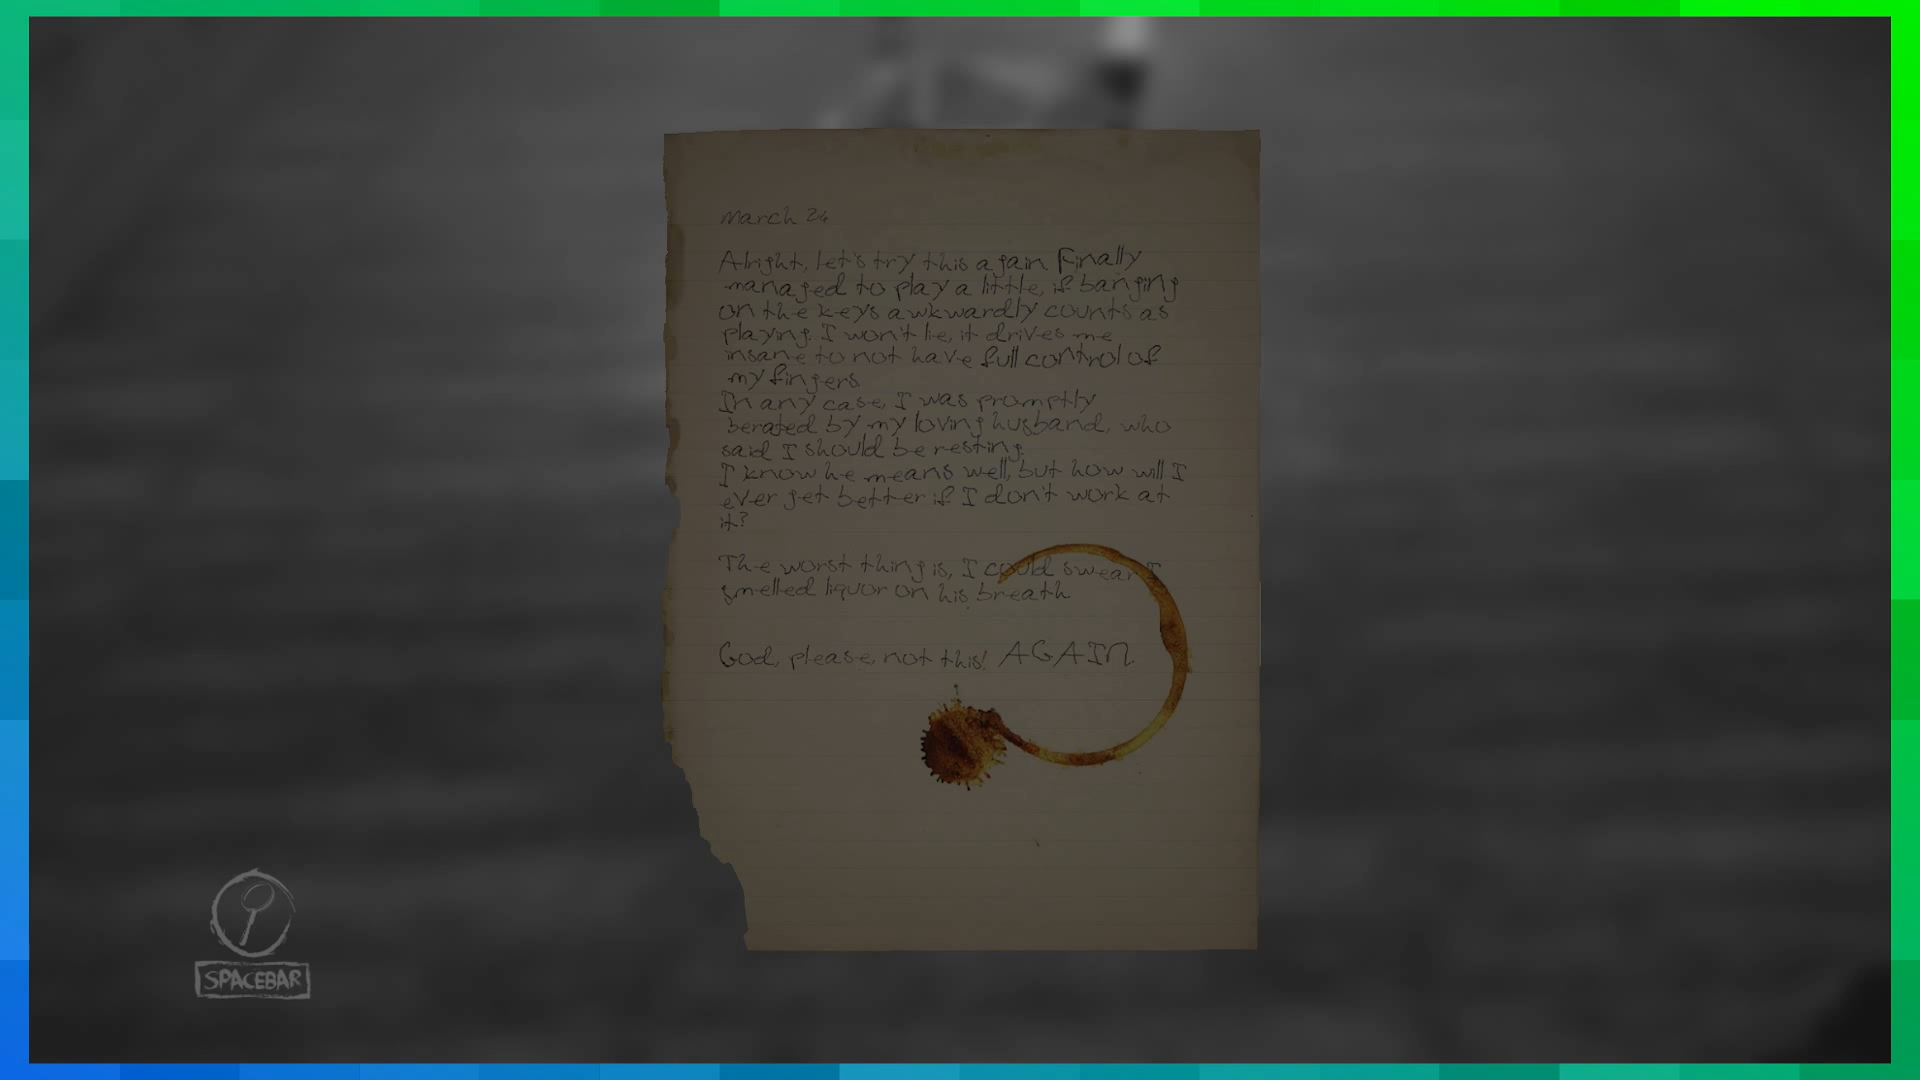 March 26
Alright, let's try this again. Finally
managed to play a little, if banging
on the keys awkwardly counts as
playing. I won't lie, it drives me
insane to not have full control of
my fingers.
In any case, I was promptly
berated by my loving husband, who
said I should be resting.
I know he means well, but how will I
ever get better if I don't work at
it?
The worst thing is, I could swear I
smelled liquor on his breath.
God, please, not this! AGAIN.
SPACEBAR